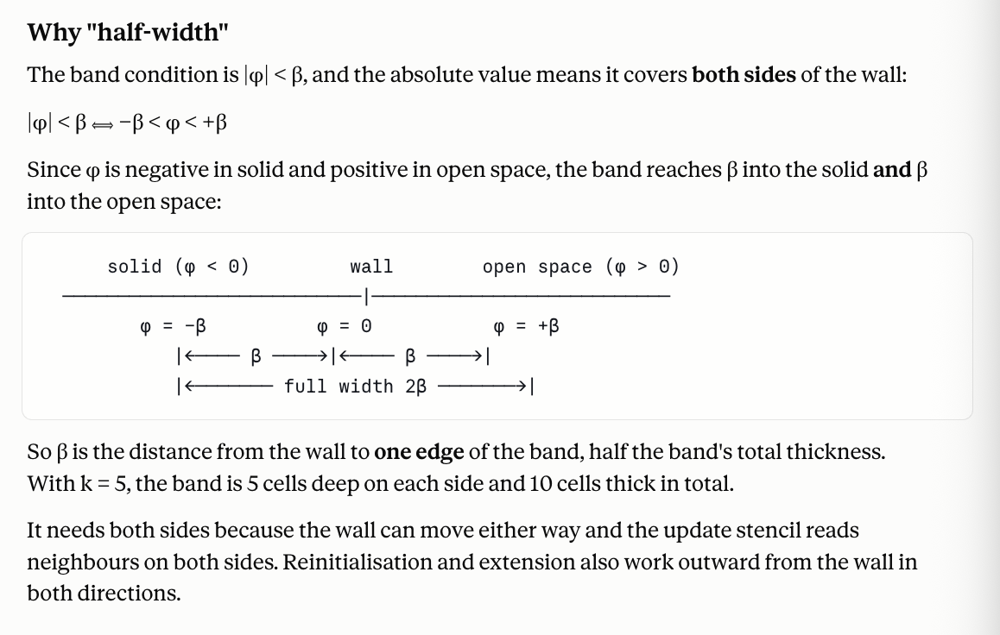 Why "half-width"
The band condition is |φ| < β, and the absolute value means it covers both sides of the wall:
|φ| < β ⟺ −β < φ < +β
Since φ is negative in solid and positive in open space, the band reaches β into the solid and β
into the open space:
solid (φ < 0)          wall          open space (φ > 0)
───────────────────────────|───────────────────────────
φ = −β          φ = 0          φ = +β
|←──── β ────→|←──── β ────→|
|←─────── full width 2β ───────→|
So β is the distance from the wall to one edge of the band, half the band's total thickness.
With k = 5, the band is 5 cells deep on each side and 10 cells thick in total.
It needs both sides because the wall can move either way and the update stencil reads
neighbours on both sides. Reinitialisation and extension also work outward from the wall in
both directions.